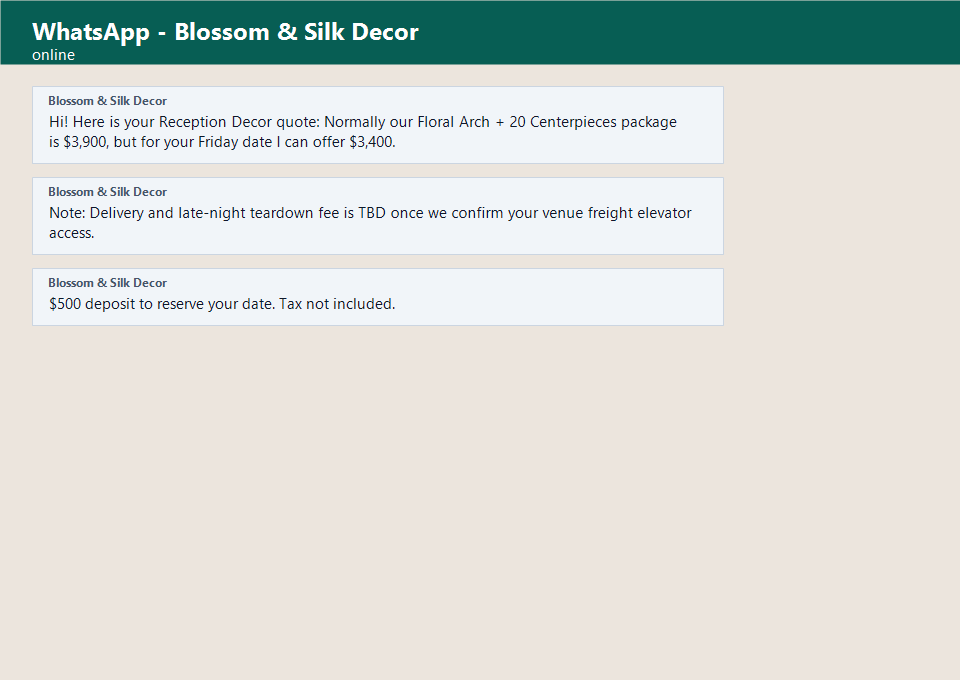 WhatsApp - Blossom & Silk Decor
online
Blossom & Silk Decor
Hi! Here is your Reception Decor quote: Normally our Floral Arch + 20 Centerpieces package
is $3,900, but for your Friday date I can offer $3,400.
Blossom & Silk Decor
Note: Delivery and late-night teardown fee is TBD once we confirm your venue freight elevator
access.
Blossom & Silk Decor
$500 deposit to reserve your date. Tax not included.